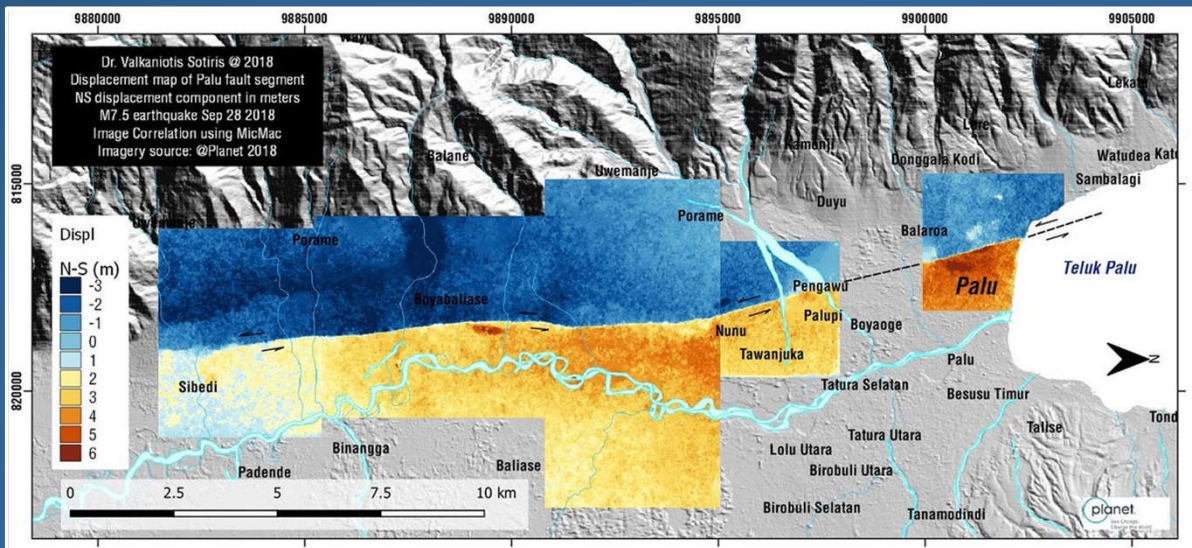 9880000
9885000
9890000
9895000
9900000
9905000
Dr. Valkaniotis Sotiris @ 2018
Displacement map of Palu fault segment
NS displacement component in meters
M7.5 earthquake Sep 28 2018
Image Correlation using MicMac
Imagery source: @Planet 2018
815000
820000
Balane
Uwemanje
Kamonji
Donggala Kodi
Lere
Lekatu
Watudea
Sambalagi
Porame
Duyu
Balaroa
Porame
Displ
N-S (m)
-3
-2
-1
0
1
2
3
4
5
6
Boyabaliase
Pengawu
Palupi
Boyaoge
Palu
Teluk Palu
N
Nunu
Tawanjuka
Sibedi
Tatura Selatan
Palu
Besusu Timur
Tatura Utara
Talise
Tond
Binangga
Baliase
Lolu Utara
Birobuli Utara
Padende
Birobuli Selatan
Tanamodindi
0
2.5
5
7.5
10 km
planet.
See Change.
Change the World.